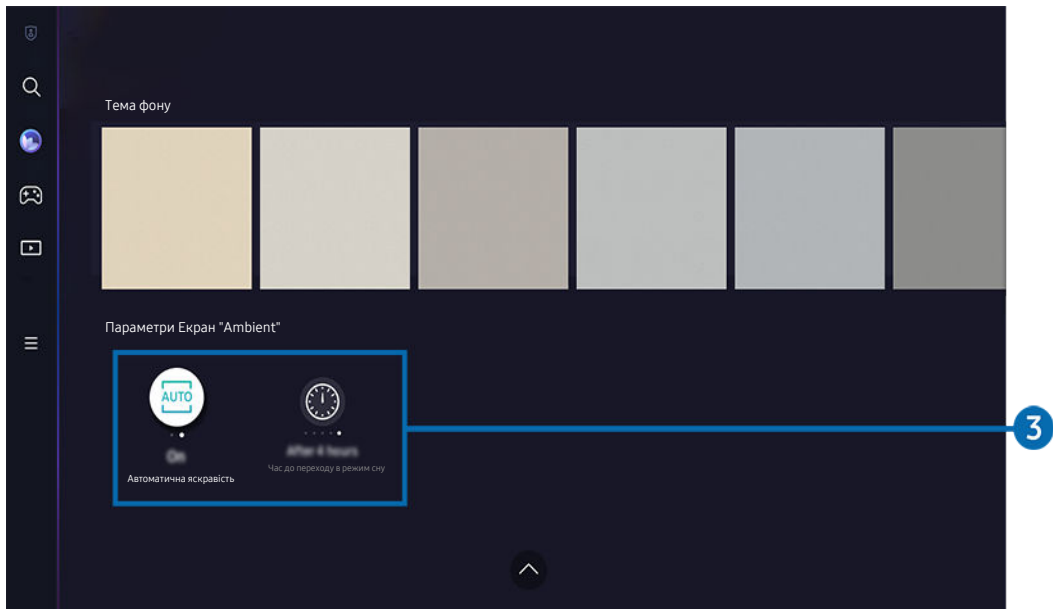 Тема фону
Параметри Екран "Ambient"
AUTO
On
After 4 hours
Автоматична яскравість
Час до переходу в режим сну
3